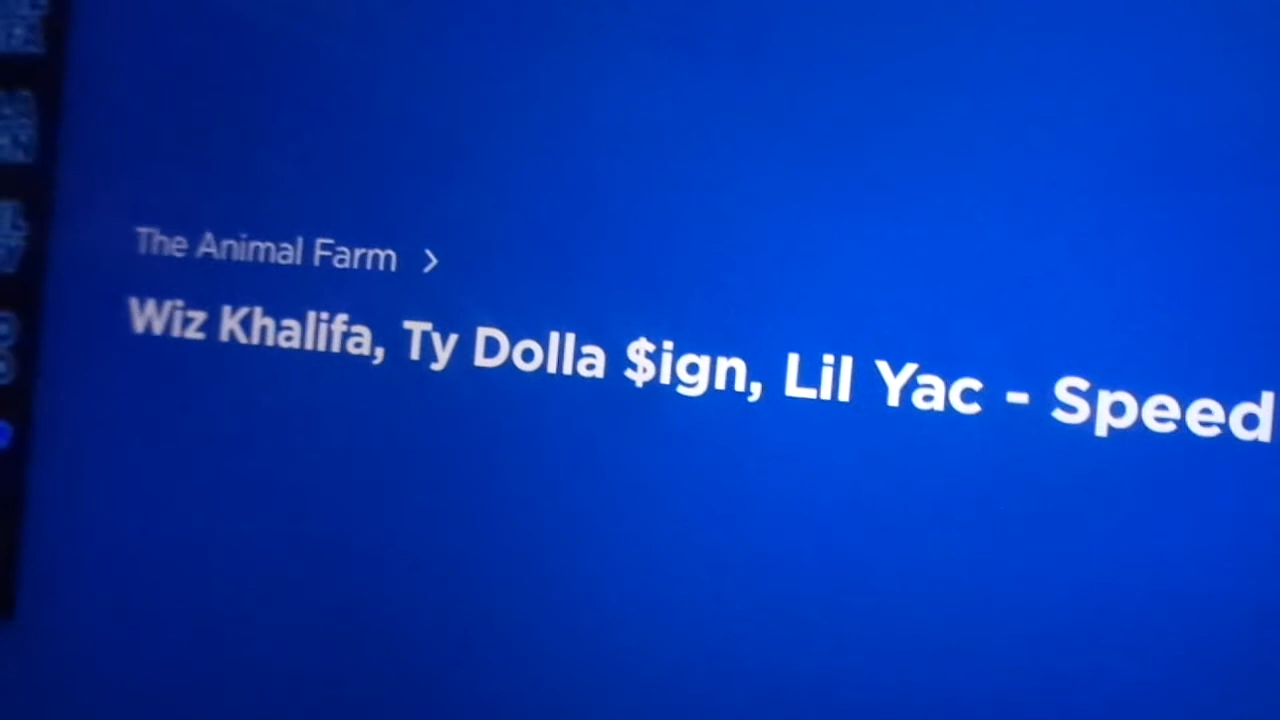 The Animal Farm >
Wiz Khalifa, Ty Dolla $ign, Lil Yac - Speed